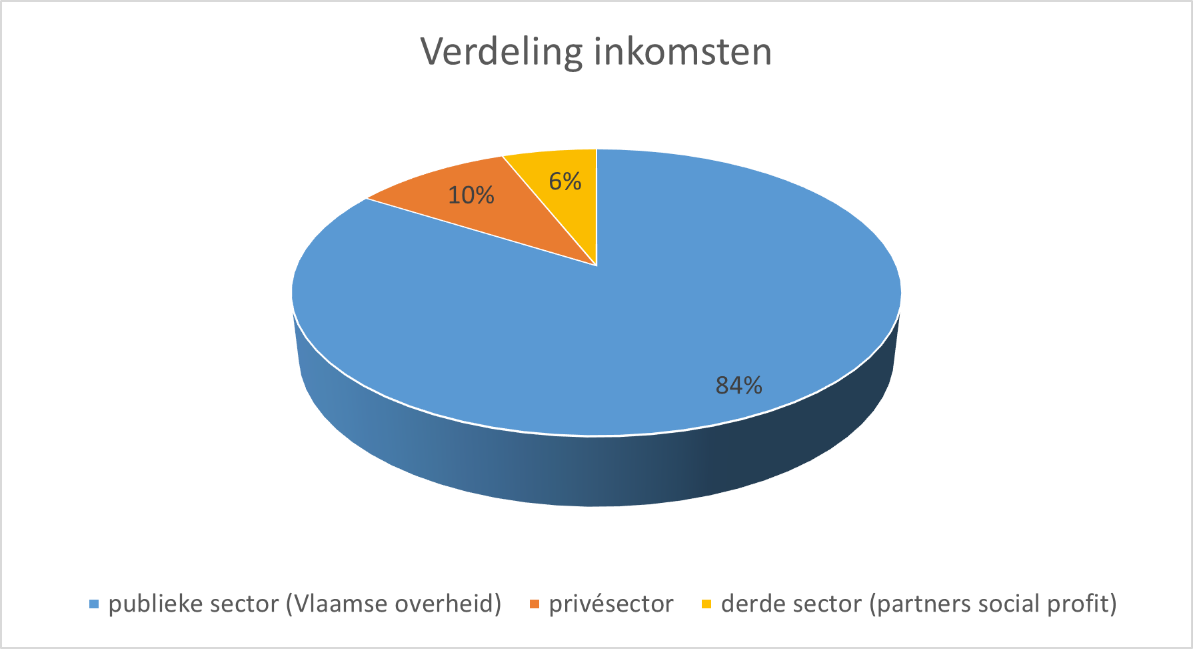 Verdeling inkomsten
6%
10%
84%
publieke sector (Vlaamse overheid) privésector derde sector (partners social profit)